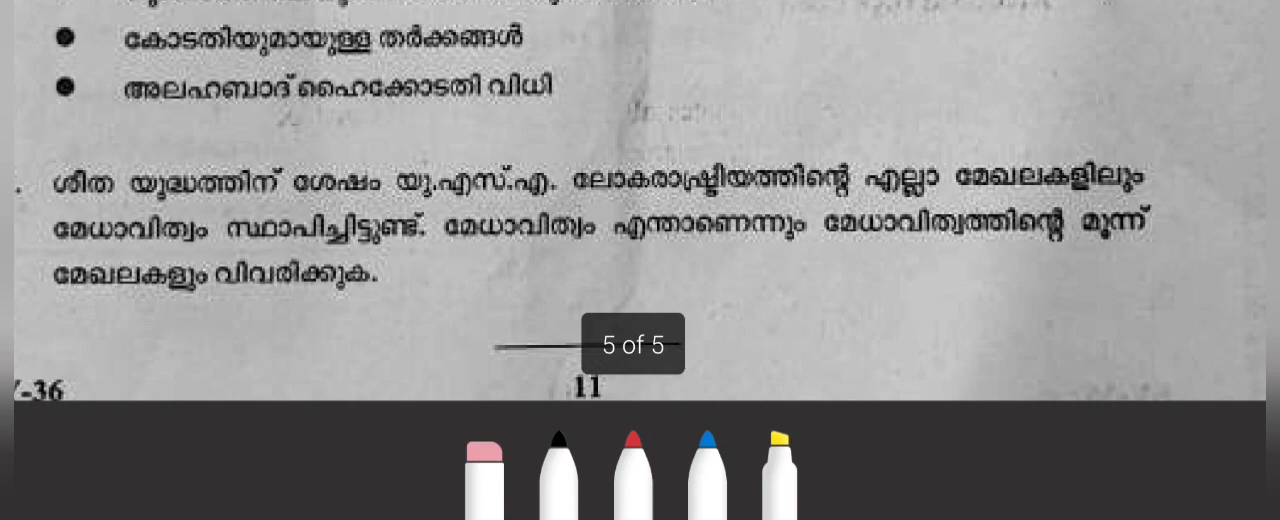 കോടതിയുമായുള്ള തർക്കങ്ങൾ
അലഹബാദ് ഹൈക്കോടതി വിധി
ശീത യുദ്ധത്തിന് ശേഷം യു.എസ്.എ. ലോകരാഷ്ട്രീയത്തിന്റെ എല്ലാ മേഖലകളിലും
മേധാവിത്വം സ്ഥാപിച്ചിട്ടുണ്ട്. മേധാവിത്വം എന്താണെന്നും മേധാവിത്വത്തിന്റെ മൂന്ന്
മേഖലകളും വിവരിക്കുക.
5 of 5
-36
11